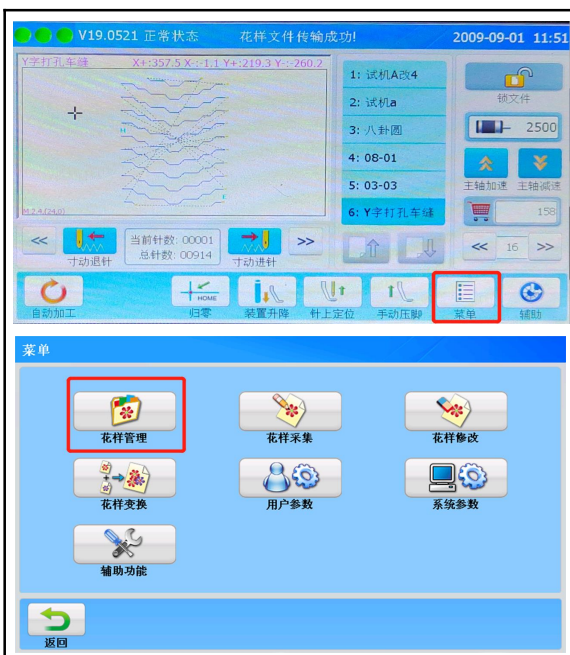 V19.0521 正常状态 花样文件传输成功! 2009-09-01 11:51
Y字打孔车缝 X+:357.5 X-:-1.1 Y+:219.3 Y-:-260.2
1: 试机A改4
2: 试机a
3: 八卦圆
4: 08-01
5: 03-03
6: Y字打孔车缝
锁文件
2500
主轴加速 主轴减速
158
<< 寸动退针
当前针数: 00001
总针数: 00914
寸动进针 >>
<< 16 >>
自动加工
HOME
归零
装置升降
针上定位
手动压脚
菜单
辅助
菜单
花样管理 花样采集 花样修改
花样变换 用户参数 系统参数
辅助功能
返回